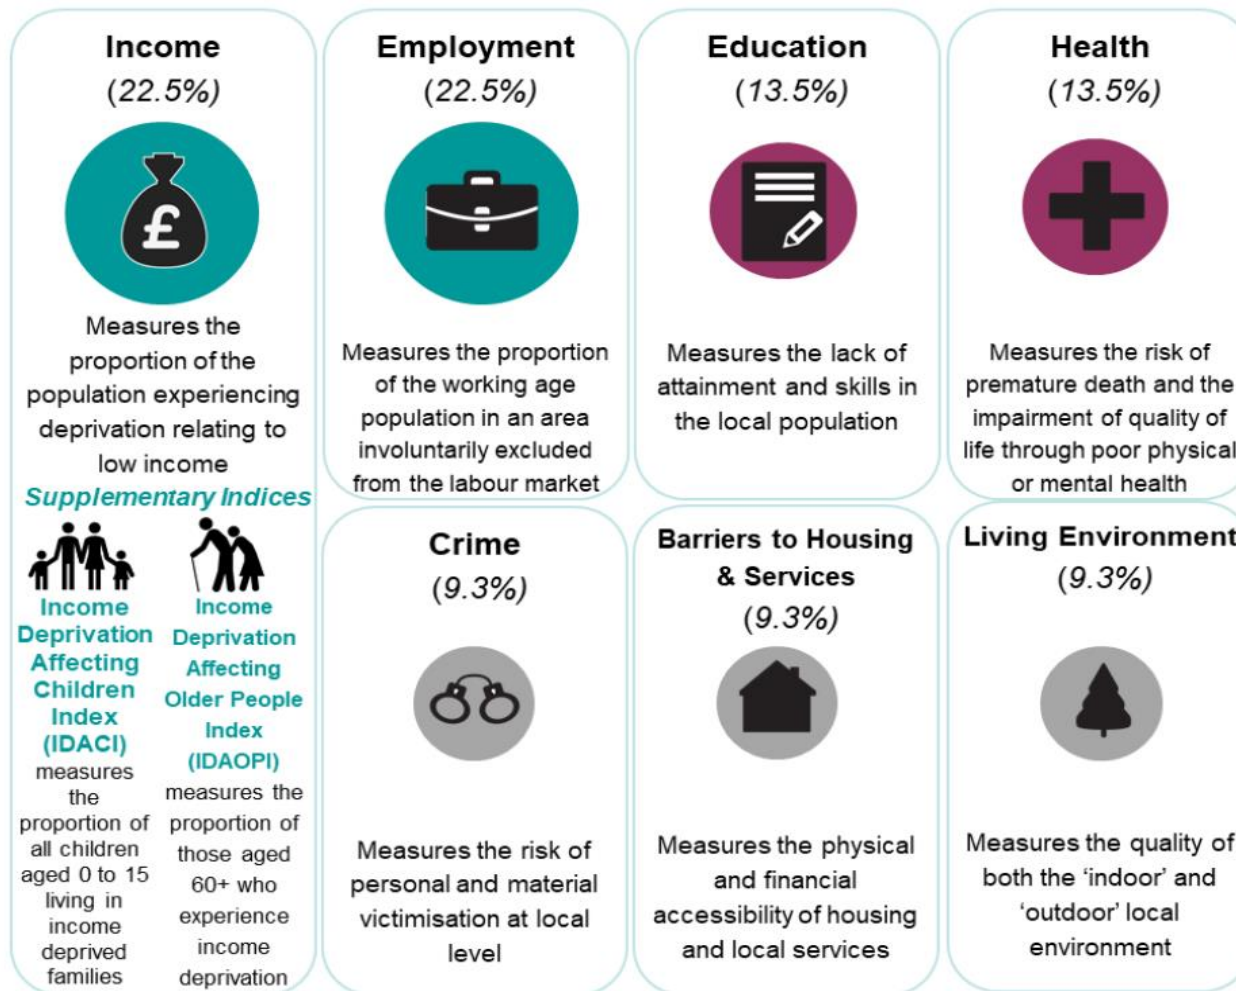 Income
(22.5%)
£
Measures the
proportion of the
population experiencing
deprivation relating to
low income
Supplementary Indices
Income
Deprivation
Affecting
Children
Index
(IDACI)
measures
the
proportion of
all children
aged 0 to 15
living in
income
deprived
families
Income
Deprivation
Affecting
Older People
Index
(IDAOPI)
measures the
proportion of
those aged
60+ who
experience
income
deprivation
Employment
(22.5%)
Measures the proportion
of the working age
population in an area
involuntarily excluded
from the labour market
Education
(13.5%)
Measures the lack of
attainment and skills in
the local population
Health
(13.5%)
Measures the risk of
premature death and the
impairment of quality of
life through poor physical
or mental health
Crime
(9.3%)
Measures the risk of
personal and material
victimisation at local
level
Barriers to Housing
& Services
(9.3%)
Measures the physical
and financial
accessibility of housing
and local services
Living Environment
(9.3%)
Measures the quality of
both the ‘indoor’ and
‘outdoor’ local
environment